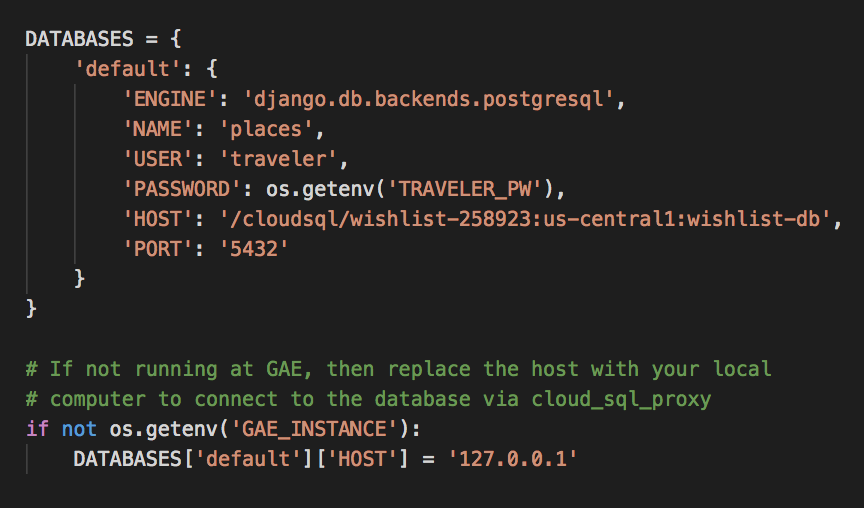 DATABASES = {
    'default': {
        'ENGINE': 'django.db.backends.postgresql',
        'NAME': 'places',
        'USER': 'traveler',
        'PASSWORD': os.getenv('TRAVELER_PW'),
        'HOST': '/cloudsql/wishlist-258923:us-central1:wishlist-db',
        'PORT': '5432'
    }
}

# If not running at GAE, then replace the host with your local
# computer to connect to the database via cloud_sql_proxy
if not os.getenv('GAE_INSTANCE'):
    DATABASES['default']['HOST'] = '127.0.0.1'